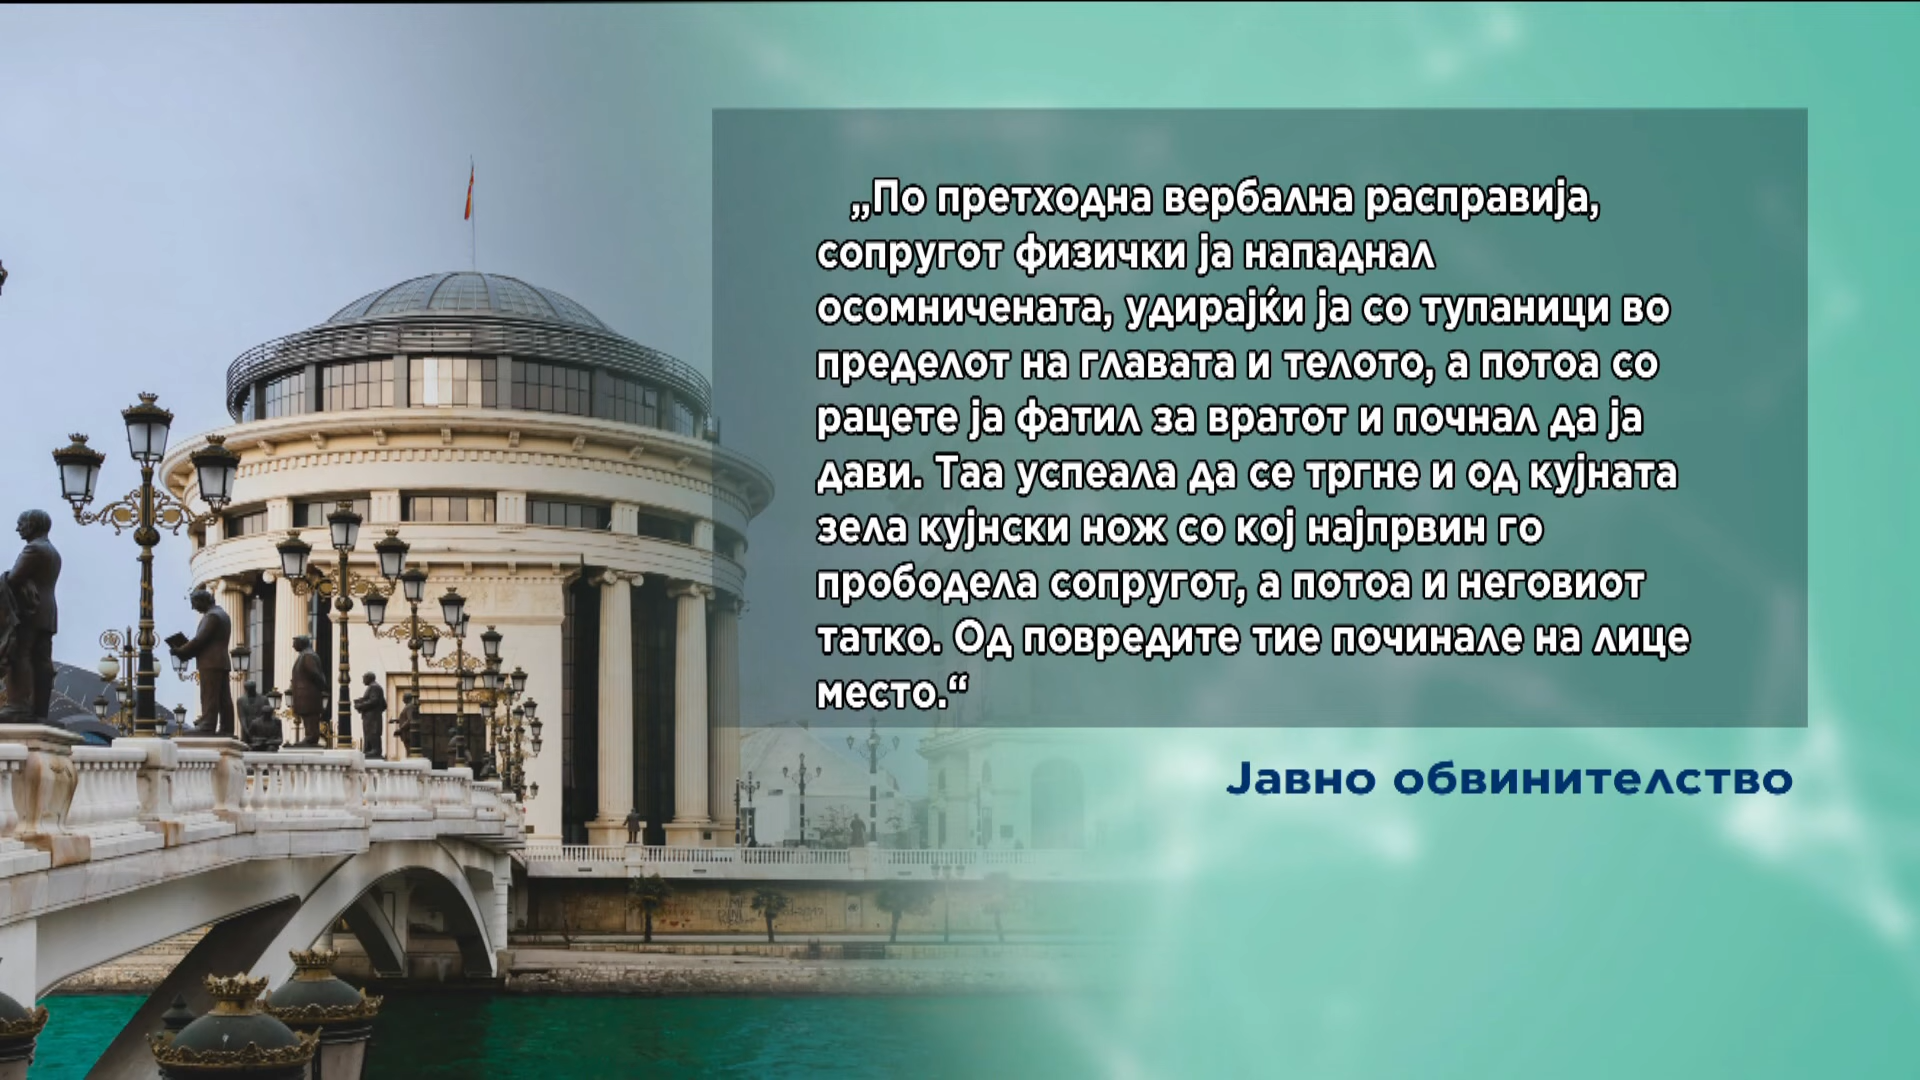 „По претходна вербална расправија,
сопругот физички ја нападнал
осомничената, удирајќи ја со тупаници во
пределот на главата и телото, а потоа со
рацете ја фатил за вратот и почнал да ја
дави. Таа успеала да се тргне и од кујната
зела кујнски нож со кој најпрвин го
прободела сопругот, а потоа и неговиот
татко. Од повредите тие починале на лице
место.“
Јавно обвинителство